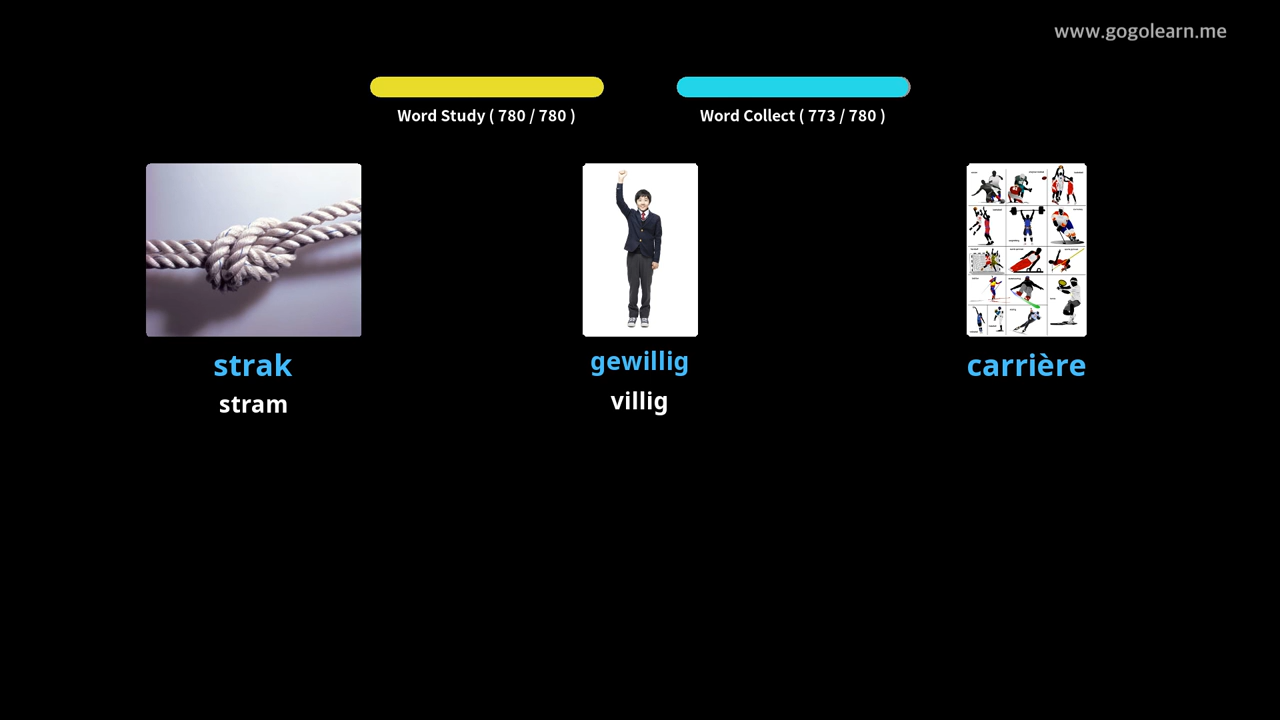 www.gogolearn.me
Word Study ( 780 / 780 )
Word Collect ( 773 / 780 )
strak
gewillig
carrière
stram
villig